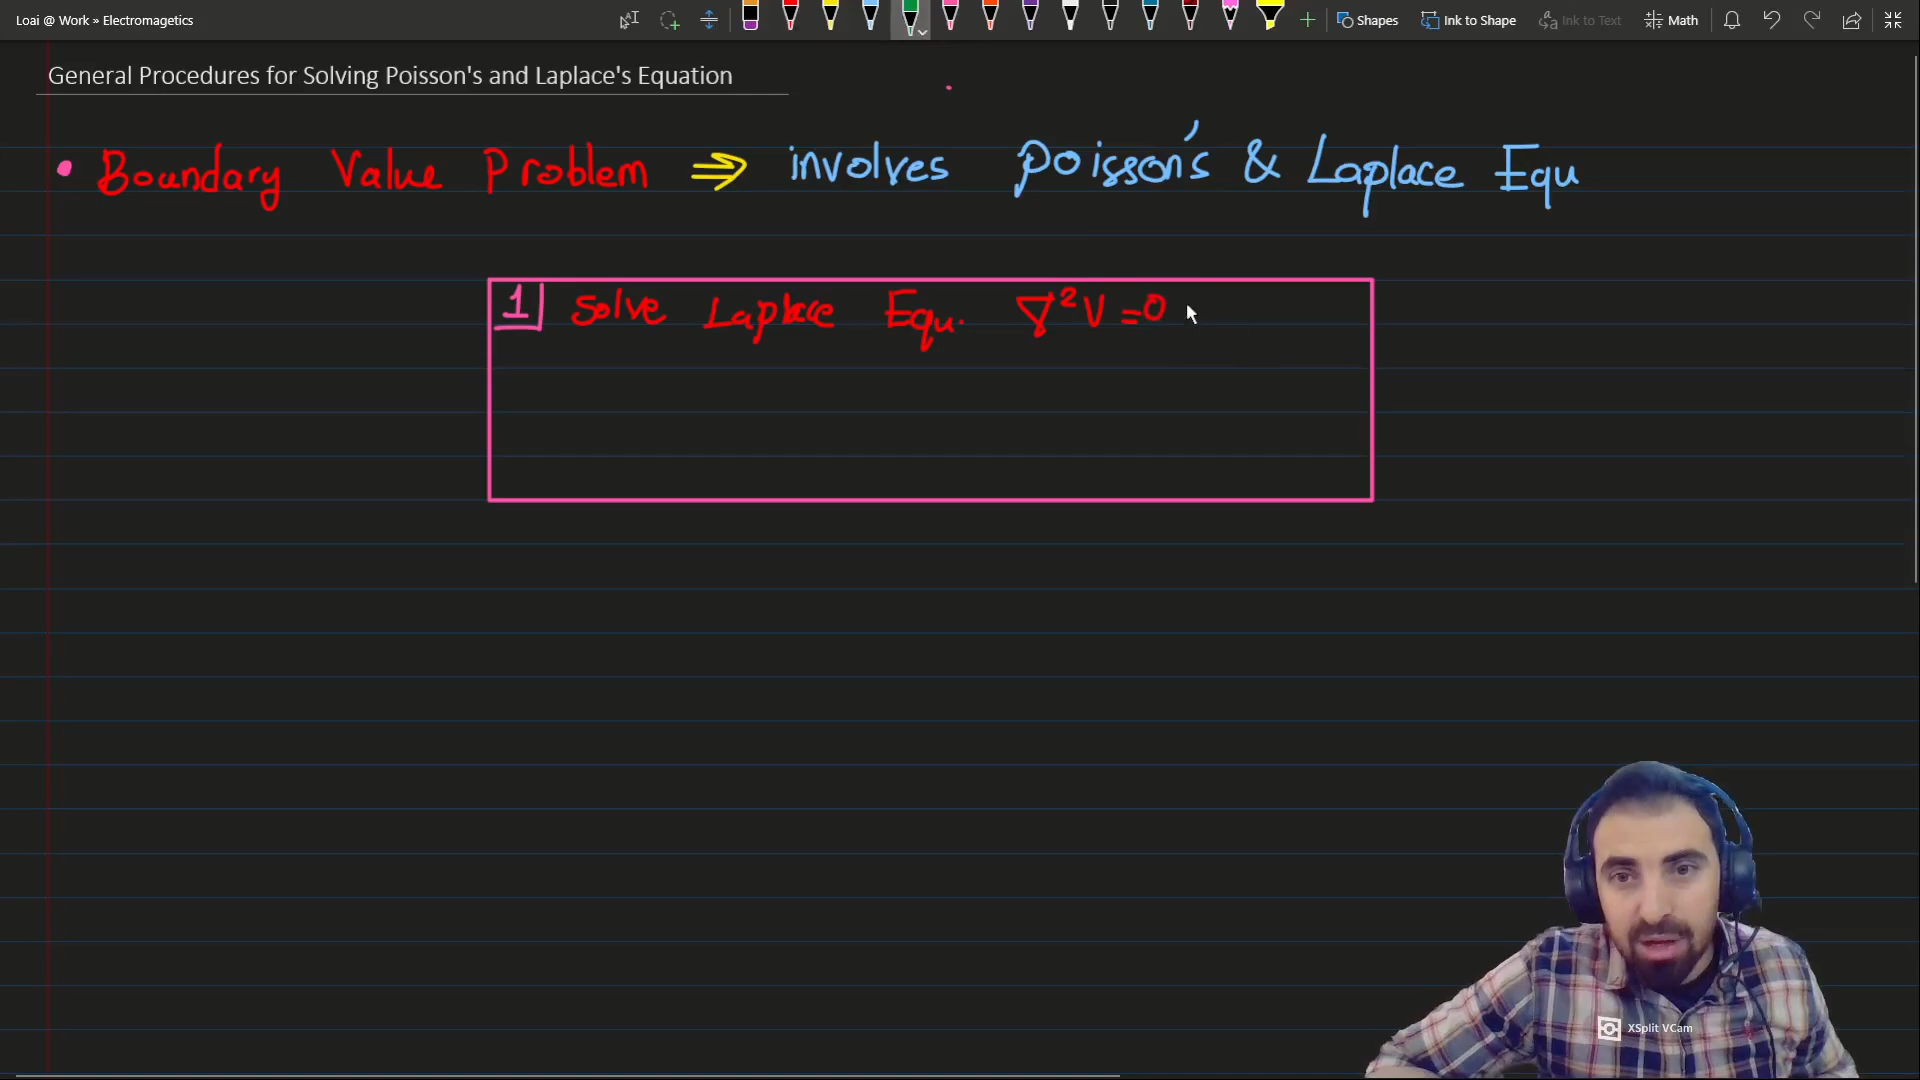 Loai @ Work » Electromagetics
Shapes Ink to Shape Ink to Text Math
General Procedures for Solving Poisson's and Laplace's Equation
• Boundary Value Problem ⇒ involves Poisson's & Laplace Equ
1 Solve Laplace Equ. ∇²V = 0
XSplit VCam